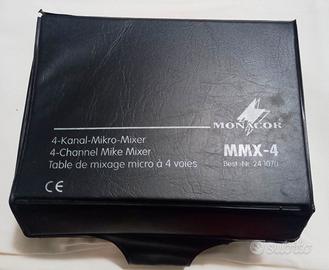 MONACOR
4-Kanal-Mikro-Mixer
4-Channel Mike Mixer
Table de mixage micro à 4 voies
MMX-4
Best.-Nr. 24.1070
CE
subito